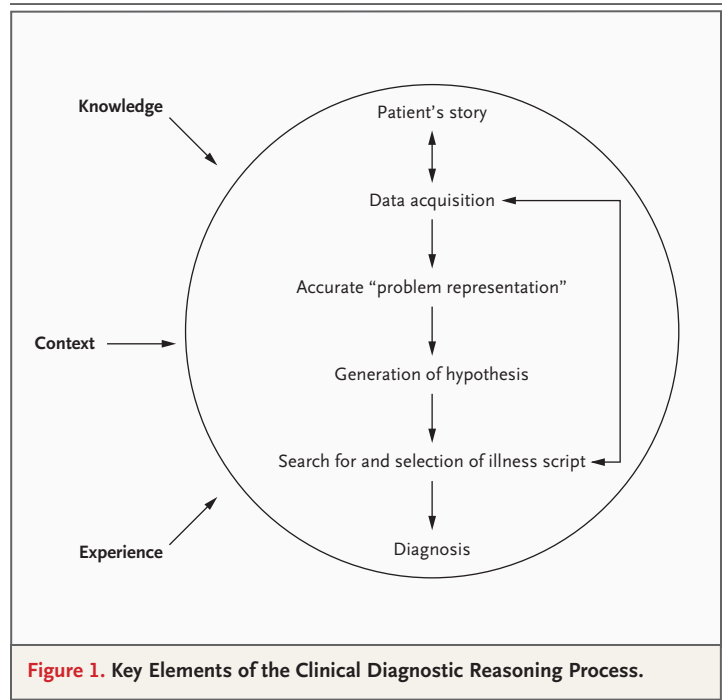 Knowledge
Patient’s story
Data acquisition
Accurate “problem representation”
Context
Generation of hypothesis
Search for and selection of illness script
Experience
Diagnosis
Figure 1. Key Elements of the Clinical Diagnostic Reasoning Process.